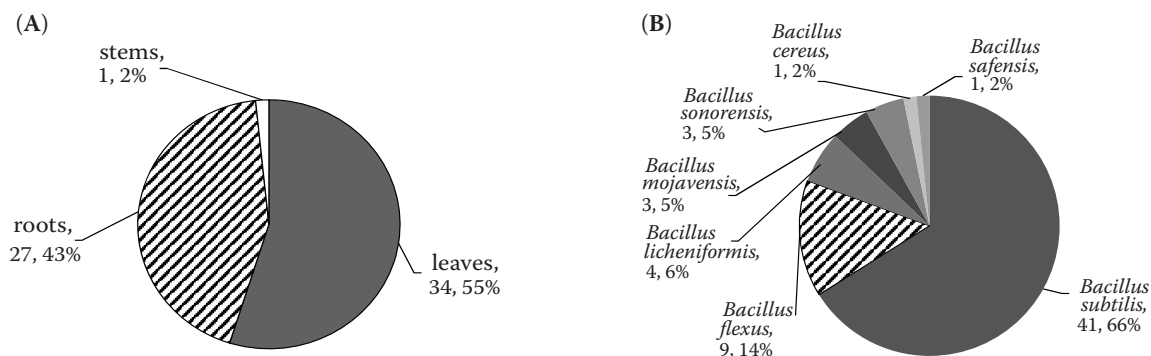 (A)
stems,
1, 2%
roots,
27, 43%
leaves,
34, 55%
(B)
Bacillus
cereus,
1, 2%
Bacillus
safensis,
1, 2%
Bacillus
sonorensis,
3, 5%
Bacillus
mojavensis,
3, 5%
Bacillus
licheniformis,
4, 6%
Bacillus
flexus,
9, 14%
Bacillus
subtilis,
41, 66%